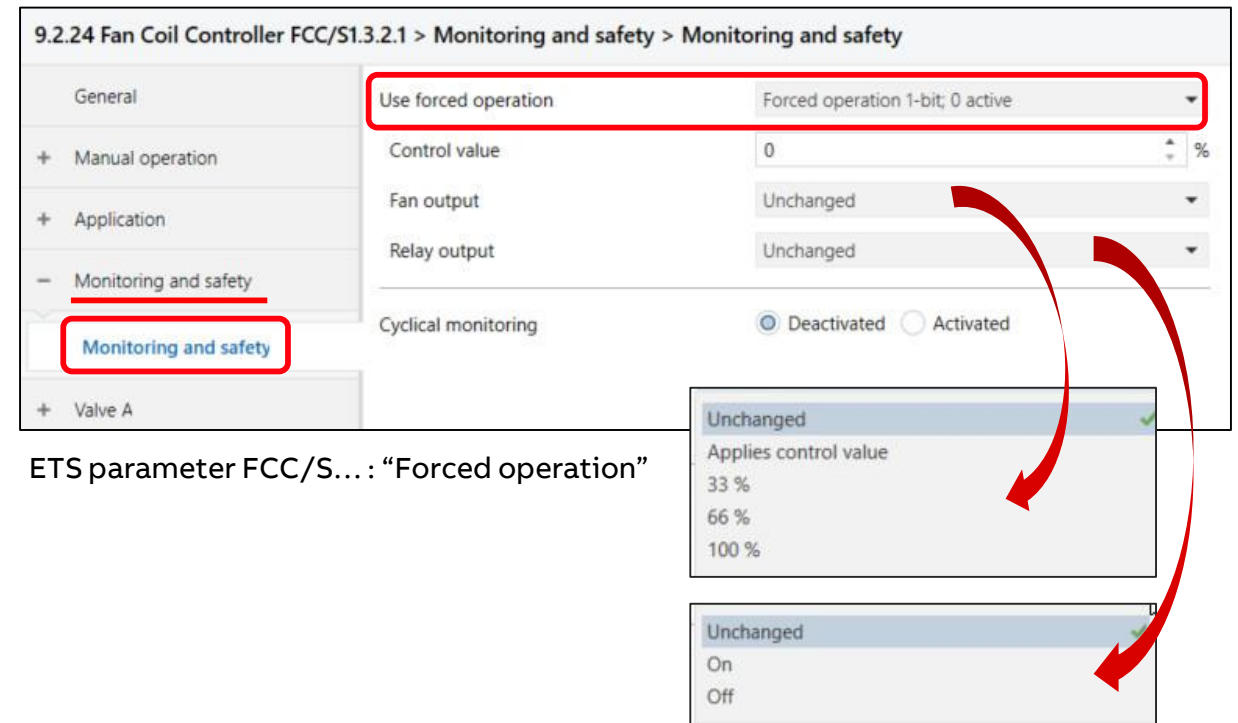 9.2.24 Fan Coil Controller FCC/S1.3.2.1 > Monitoring and safety > Monitoring and safety
General
Use forced operation Forced operation 1-bit; 0 active
+ Manual operation
Control value 0 %
Fan output Unchanged
+ Application
Relay output Unchanged
− Monitoring and safety
Cyclical monitoring Deactivated Activated
Monitoring and safety
+ Valve A
ETS parameter FCC/S... : “Forced operation”
Unchanged
Applies control value
33 %
66 %
100 %
Unchanged
On
Off